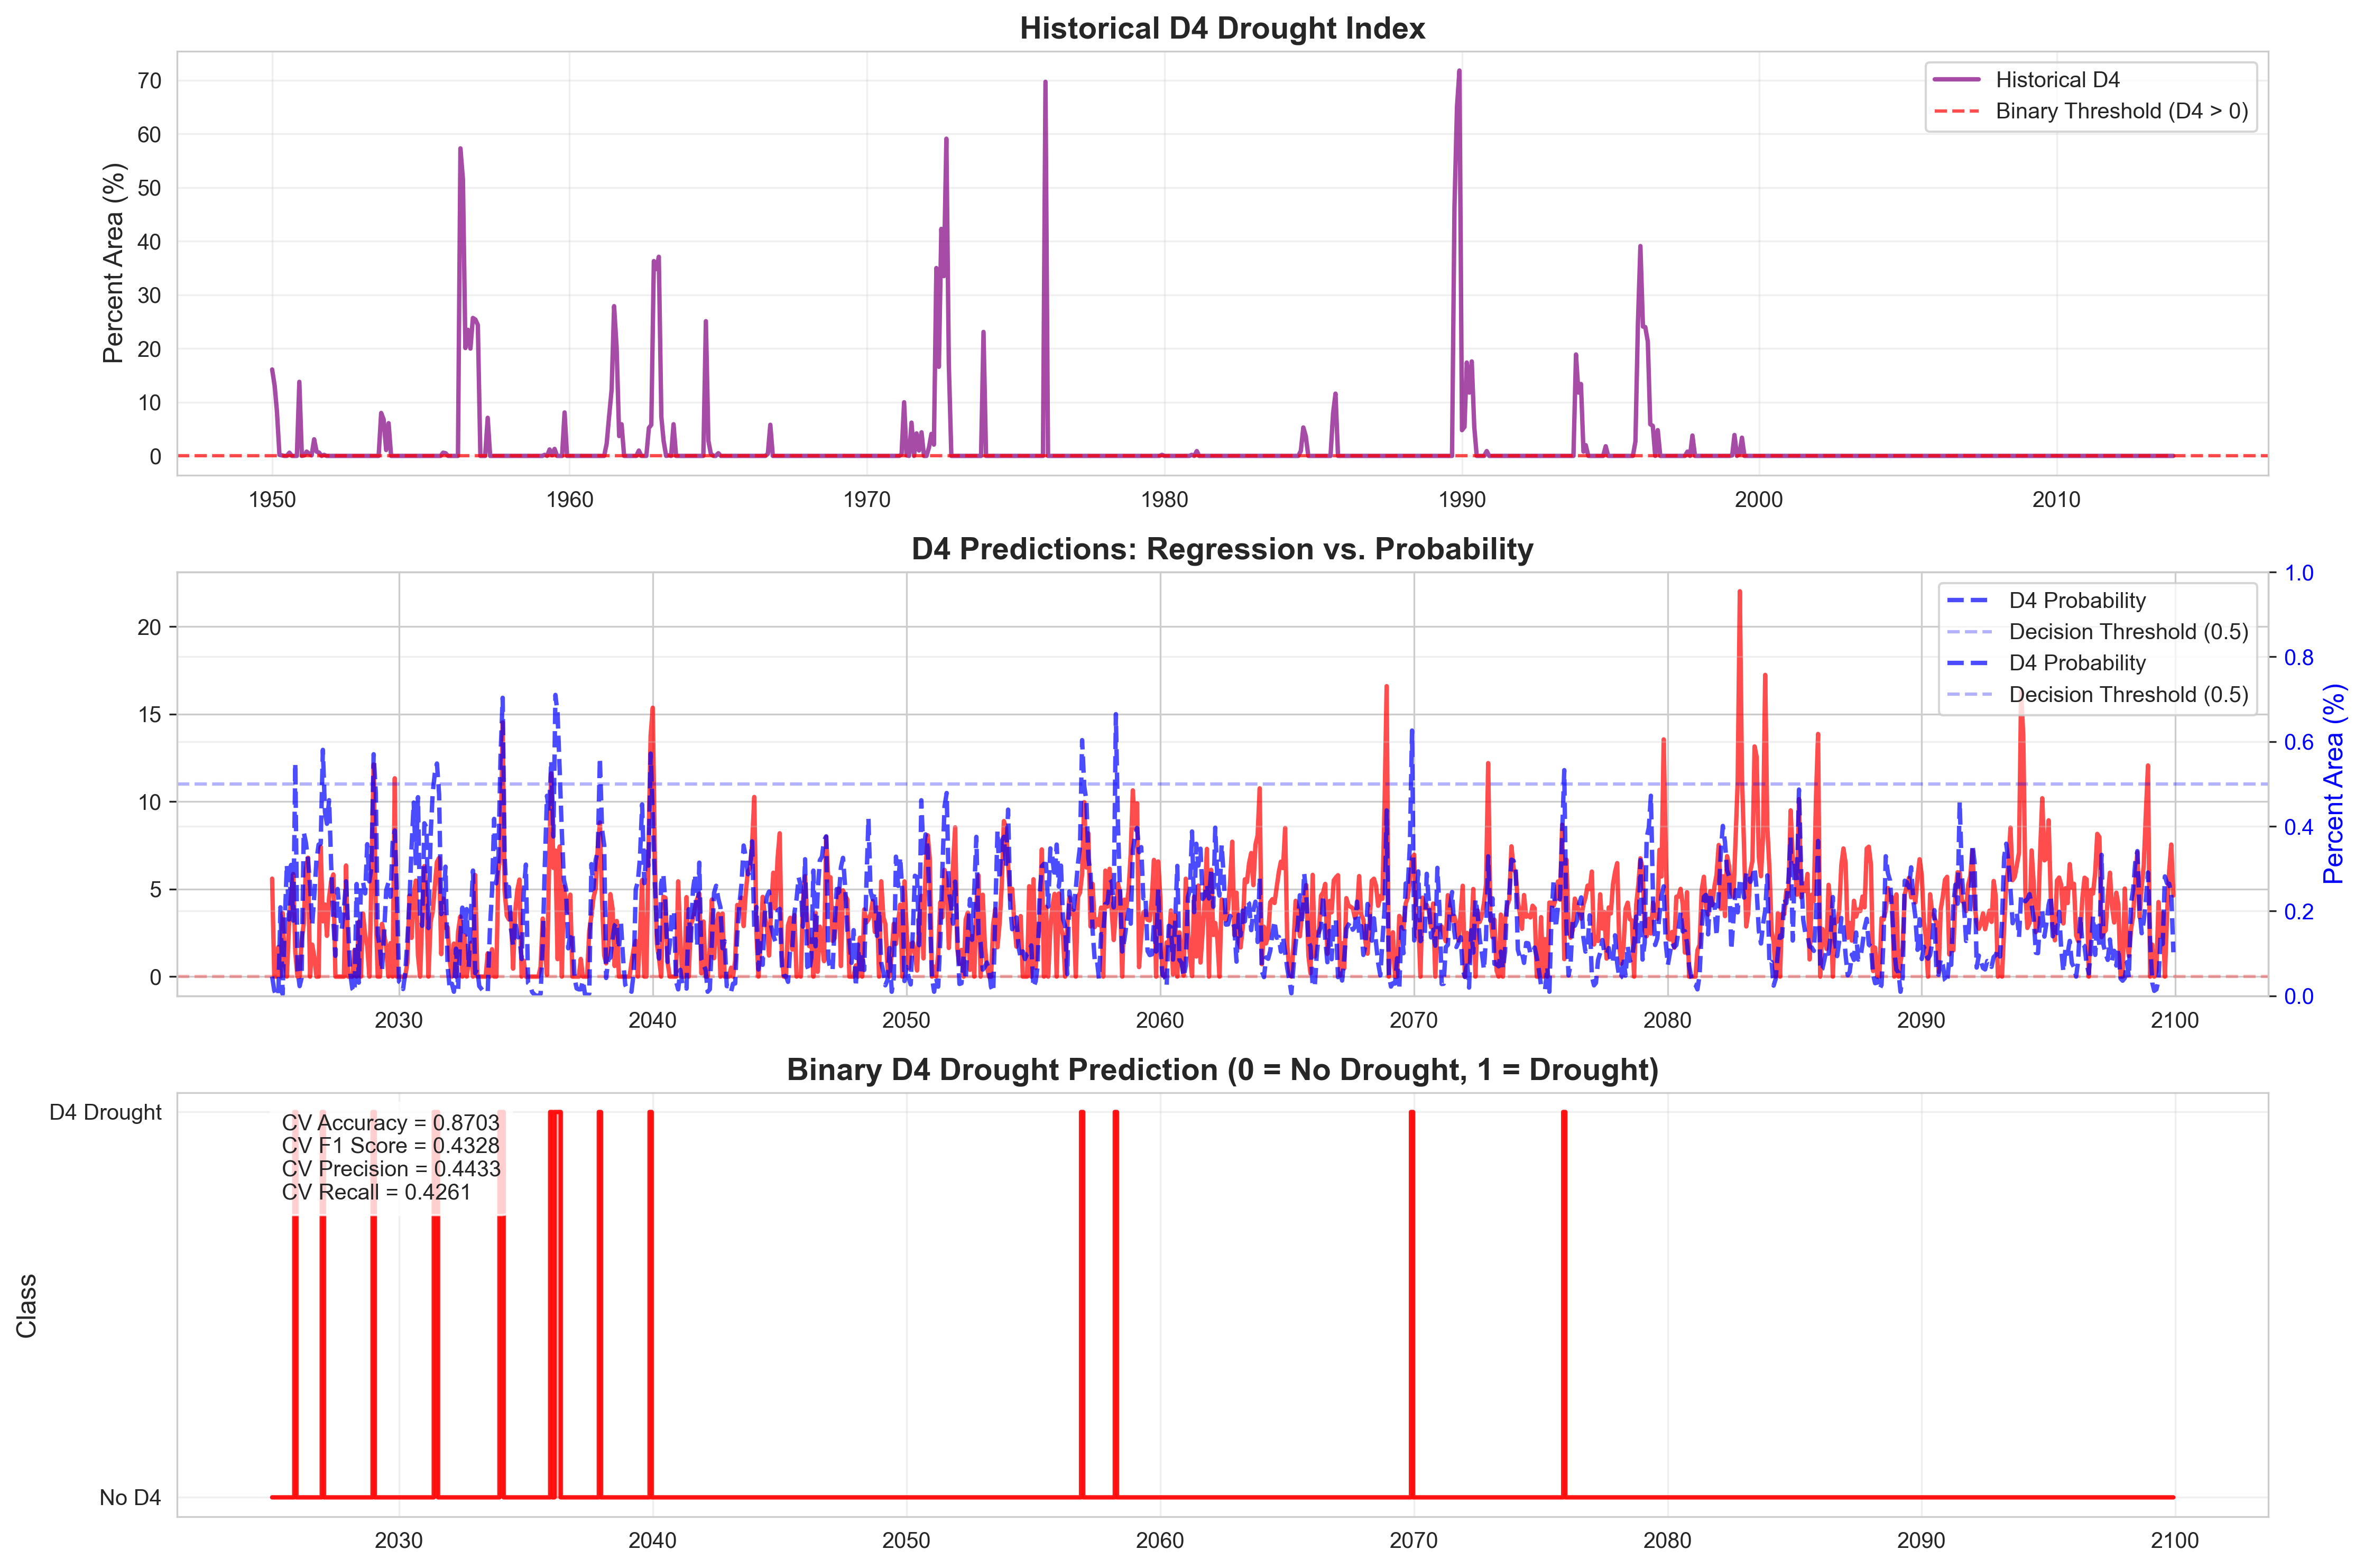 Historical D4 Drought Index
Percent Area (%)
70
60
50
40
30
20
10
0
Historical D4
Binary Threshold (D4 > 0)
1950
1960
1970
1980
1990
2000
2010
D4 Predictions: Regression vs. Probability
20
15
10
5
0
D4 Probability
Decision Threshold (0.5)
D4 Probability
Decision Threshold (0.5)
1.0
0.8
0.6
0.4
0.2
0.0
Percent Area (%)
2030
2040
2050
2060
2070
2080
2090
2100
Binary D4 Drought Prediction (0 = No Drought, 1 = Drought)
Class
D4 Drought
No D4
CV Accuracy = 0.8703
CV F1 Score = 0.4328
CV Precision = 0.4433
CV Recall = 0.4261
2030
2040
2050
2060
2070
2080
2090
2100